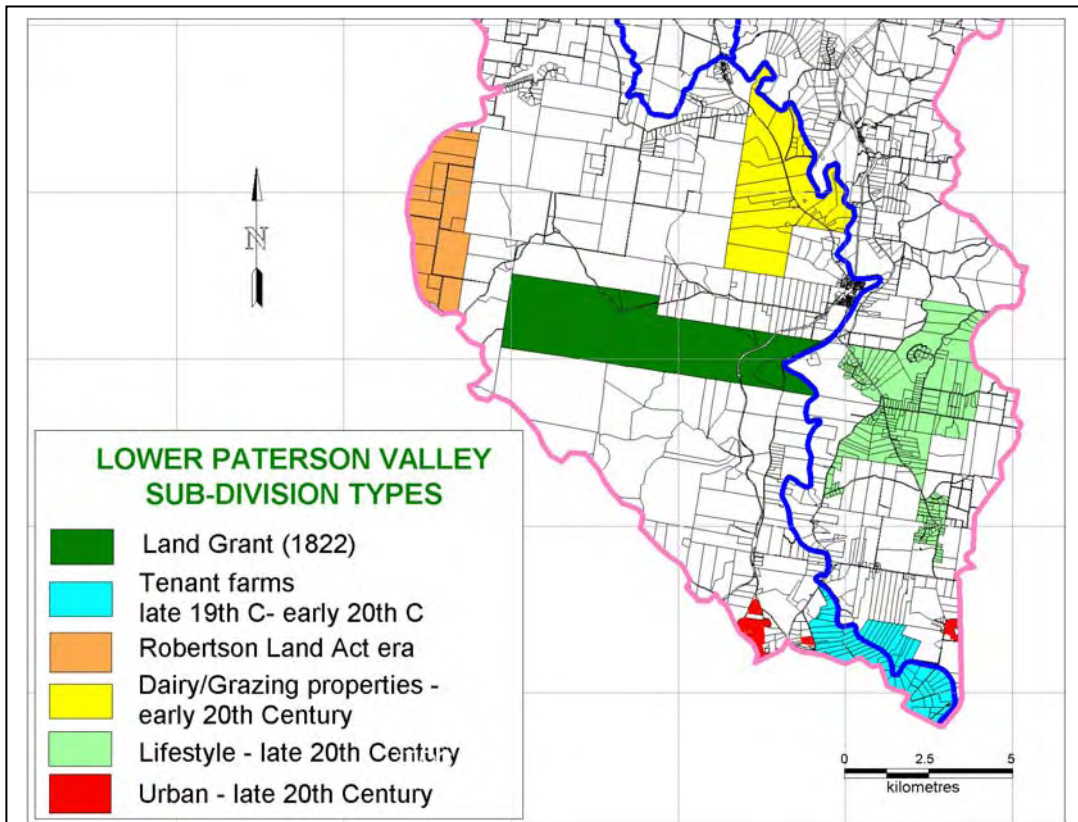 N
LOWER PATERSON VALLEY
SUB-DIVISION TYPES
Land Grant (1822)
Tenant farms
late 19th C- early 20th C
Robertson Land Act era
Dairy/Grazing properties -
early 20th Century
Lifestyle - late 20th Century
Urban - late 20th Century
0 2.5 5
kilometres